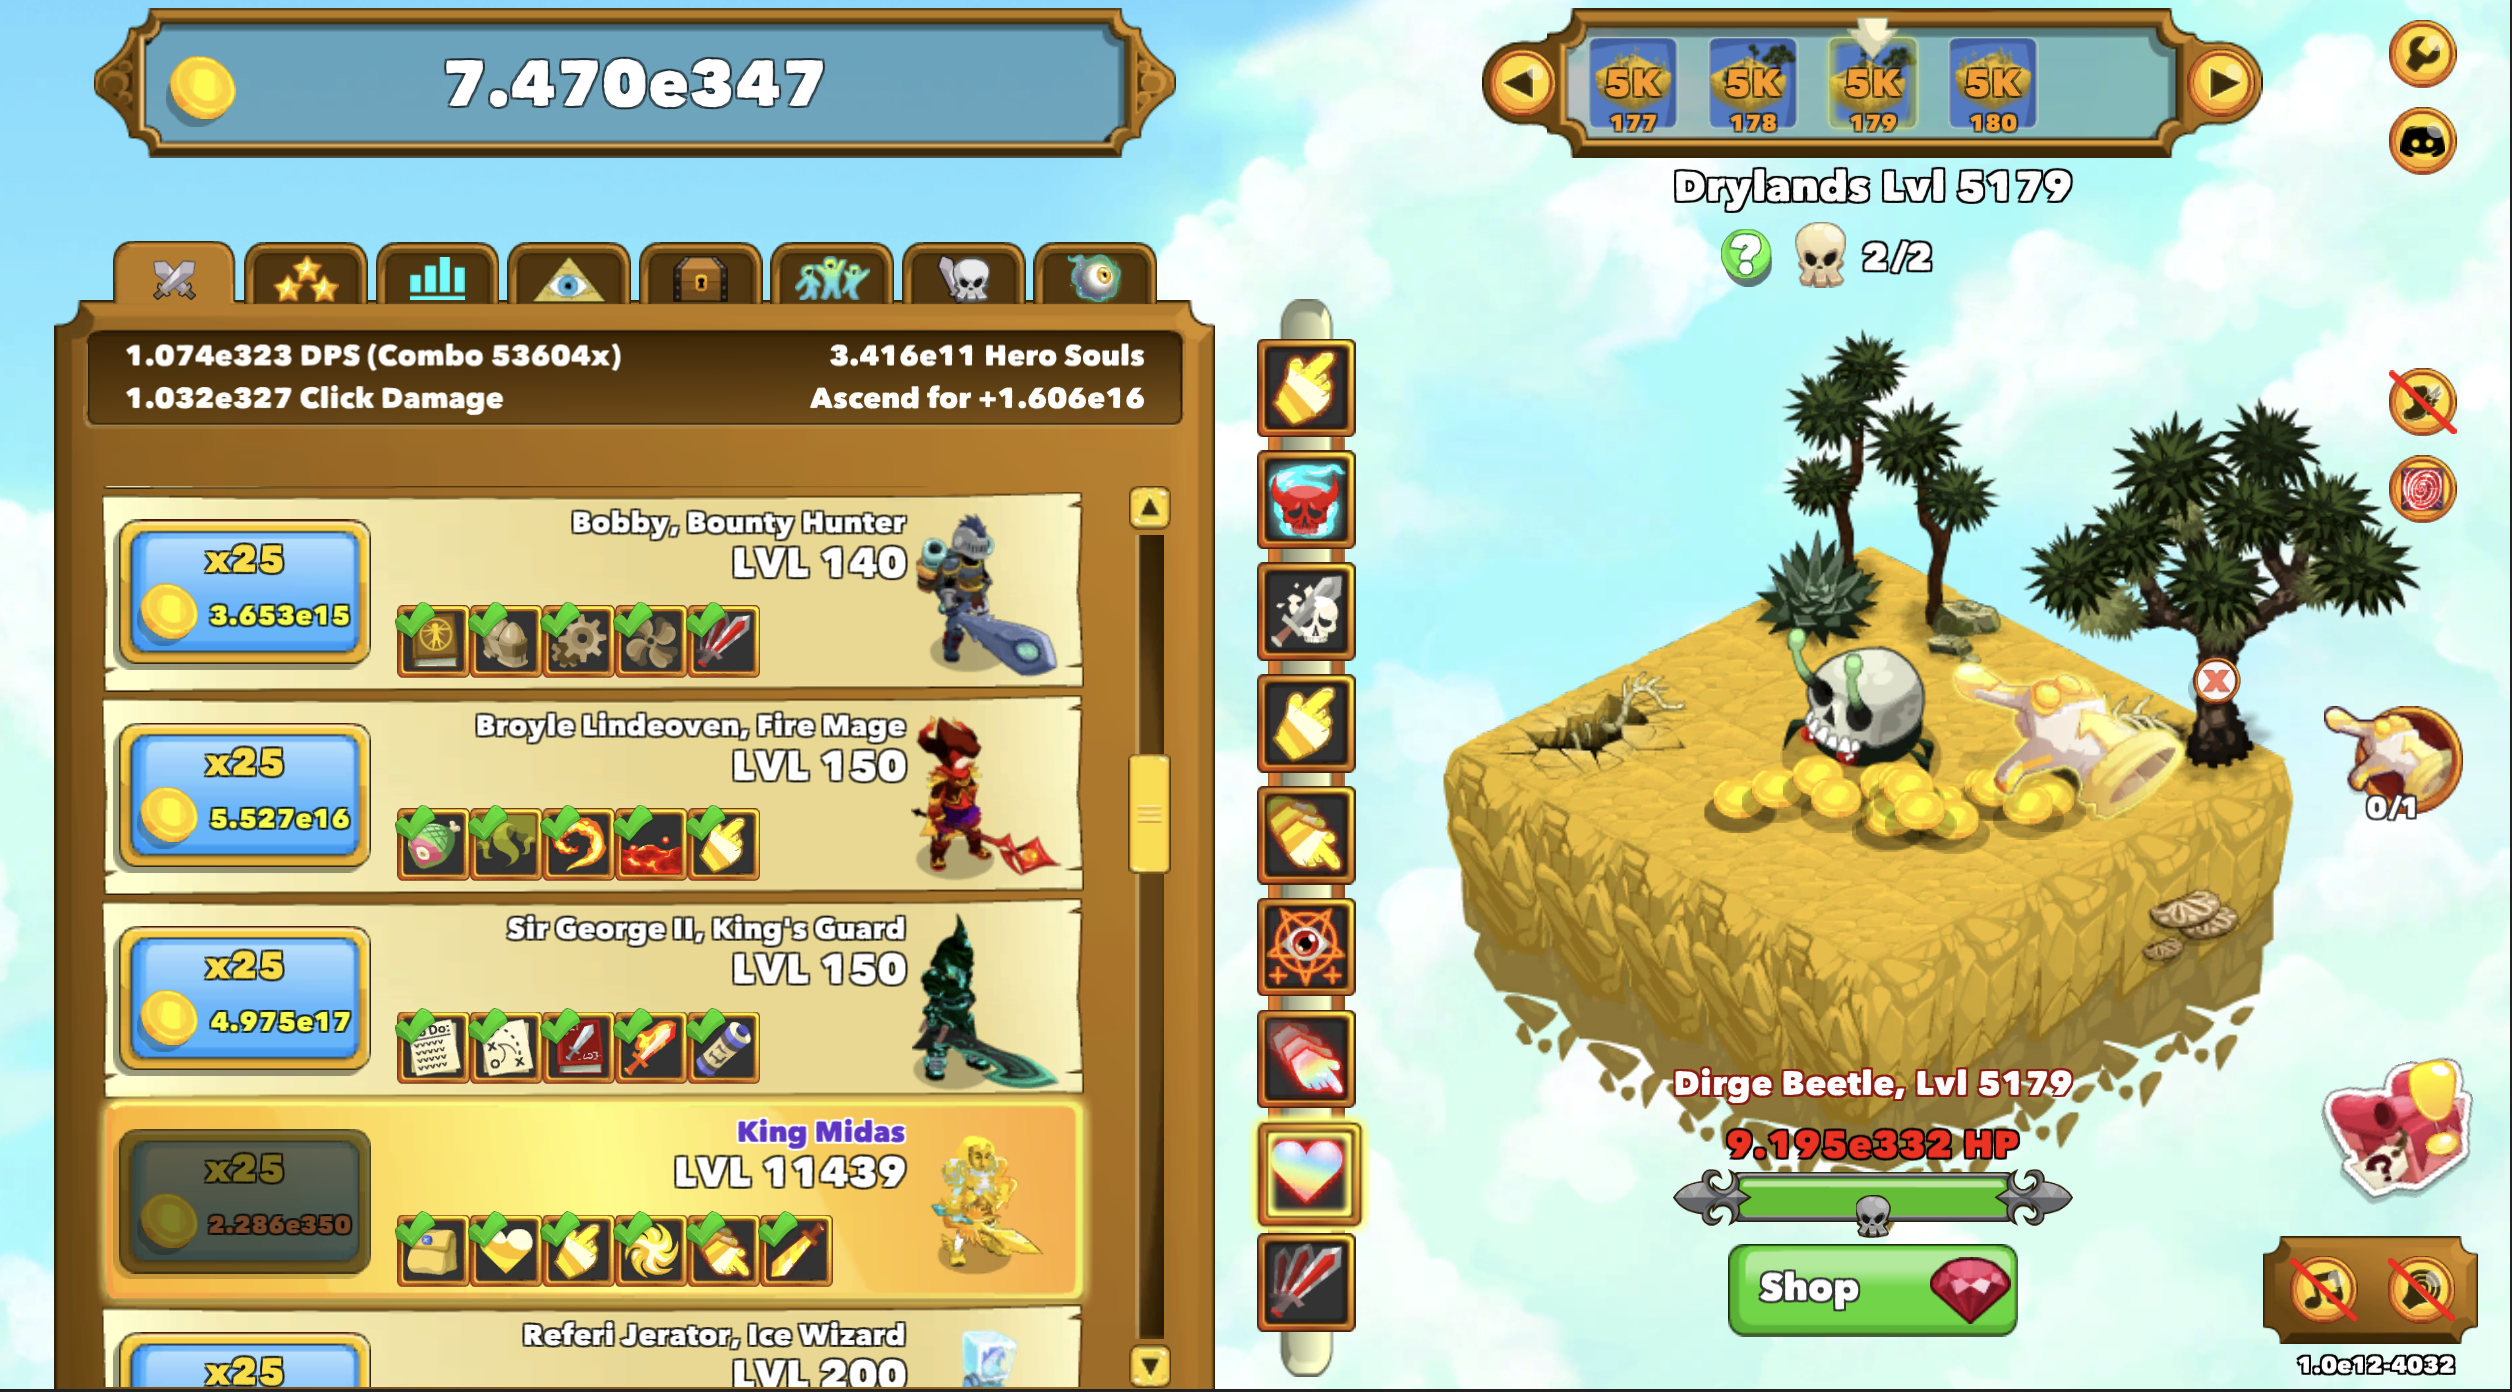 7.470e347
5K
177
5K
178
5K
179
5K
180
Drylands Lvl 5179
?
2/2
1.074e323 DPS (Combo 53604x)
3.416e11 Hero Souls
1.032e327 Click Damage
Ascend for +1.606e16
x25
3.653e15
Bobby, Bounty Hunter
LVL 140
x25
5.527e16
Broyle Lindeoven, Fire Mage
LVL 150
x25
4.975e17
Sir George II, King's Guard
LVL 150
Do:
x25
2.286e350
King Midas
LVL 11439
x25
Referi Jerator, Ice Wizard
LVL 200
X
0/1
Dirge Beetle, Lvl 5179
9.195e332 HP
Shop
?
1.0e12-4032